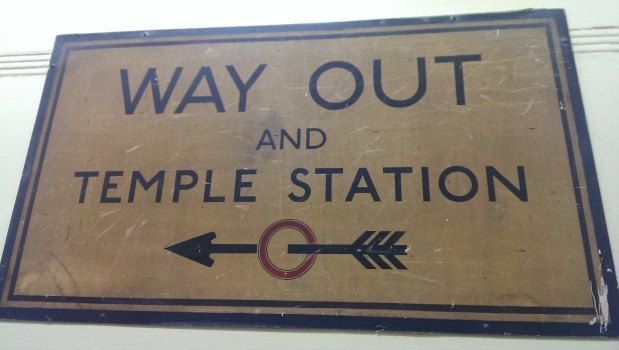 WAY OUT
AND
TEMPLE STATION